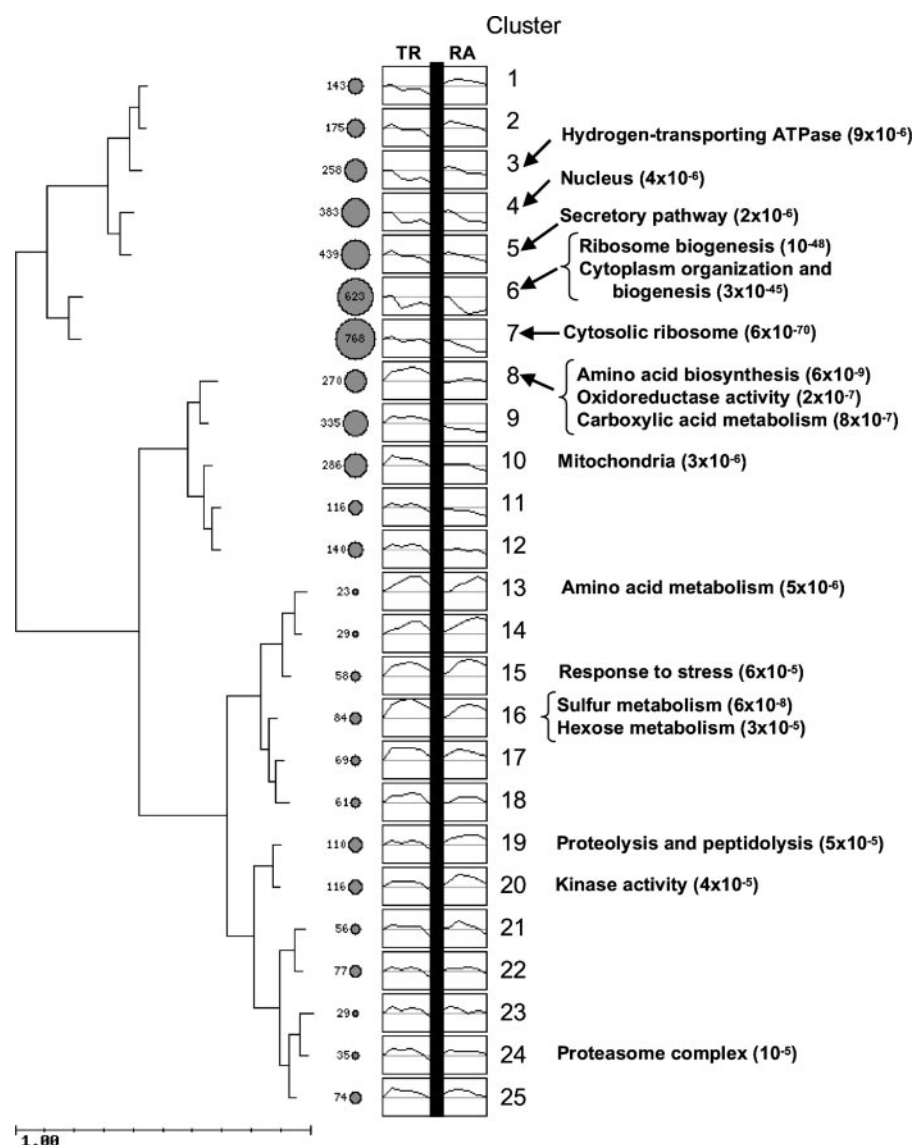 Cluster
TR RA
143 1
175 2
Hydrogen-transporting ATPase (9x10-6)
258 3
Nucleus (4x10-6)
383 4
Secretory pathway (2x10-6)
439 5
Ribosome biogenesis (10-48)
Cytoplasm organization and
623 6
biogenesis (3x10-45)
768 7 Cytosolic ribosome (6x10-70)
270 8 Amino acid biosynthesis (6x10-9)
Oxidoreductase activity (2x10-7)
335 9 Carboxylic acid metabolism (8x10-7)
286 10 Mitochondria (3x10-6)
116 11
140 12
23 13 Amino acid metabolism (5x10-6)
29 14
58 15 Response to stress (6x10-5)
Sulfur metabolism (6x10-8)
84 16
Hexose metabolism (3x10-5)
69 17
61 18
110 19 Proteolysis and peptidolysis (5x10-5)
116 20 Kinase activity (4x10-5)
56 21
77 22
29 23
35 24 Proteasome complex (10-5)
74 25
1.00